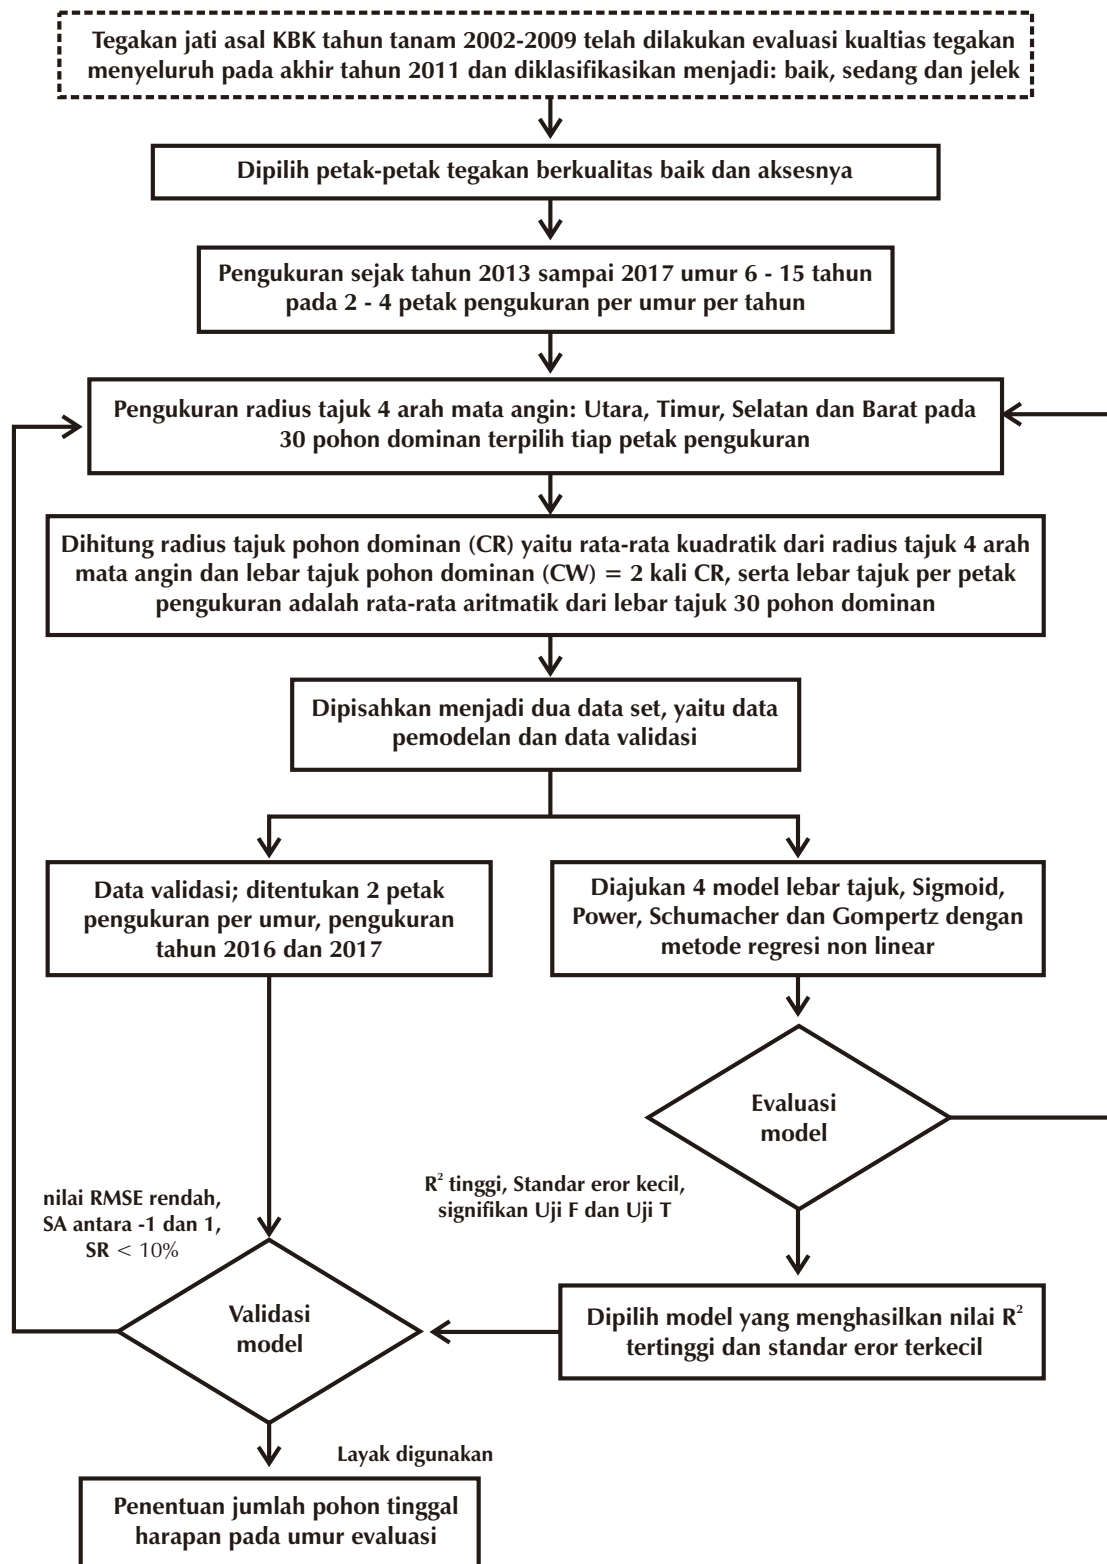 Tegakan jati asal KBK tahun tanam 2002-2009 telah dilakukan evaluasi kualtias tegakan
menyeluruh pada akhir tahun 2011 dan diklasifikasikan menjadi: baik, sedang dan jelek
Dipilih petak-petak tegakan berkualitas baik dan aksesnya
Pengukuran sejak tahun 2013 sampai 2017 umur 6 - 15 tahun
pada 2 - 4 petak pengukuran per umur per tahun
Pengukuran radius tajuk 4 arah mata angin: Utara, Timur, Selatan dan Barat pada
30 pohon dominan terpilih tiap petak pengukuran
Dihitung radius tajuk pohon dominan (CR) yaitu rata-rata kuadratik dari radius tajuk 4 arah
mata angin dan lebar tajuk pohon dominan (CW) = 2 kali CR, serta lebar tajuk per petak
pengukuran adalah rata-rata aritmatik dari lebar tajuk 30 pohon dominan
Dipisahkan menjadi dua data set, yaitu data
pemodelan dan data validasi
Data validasi; ditentukan 2 petak
pengukuran per umur, pengukuran
tahun 2016 dan 2017
Diajukan 4 model lebar tajuk, Sigmoid,
Power, Schumacher dan Gompertz dengan
metode regresi non linear
Evaluasi
model
R² tinggi, Standar eror kecil,
signifikan Uji F dan Uji T
nilai RMSE rendah,
SA antara -1 dan 1,
SR < 10%
Validasi
model
Dipilih model yang menghasilkan nilai R²
tertinggi dan standar eror terkecil
Layak digunakan
Penentuan jumlah pohon tinggal
harapan pada umur evaluasi